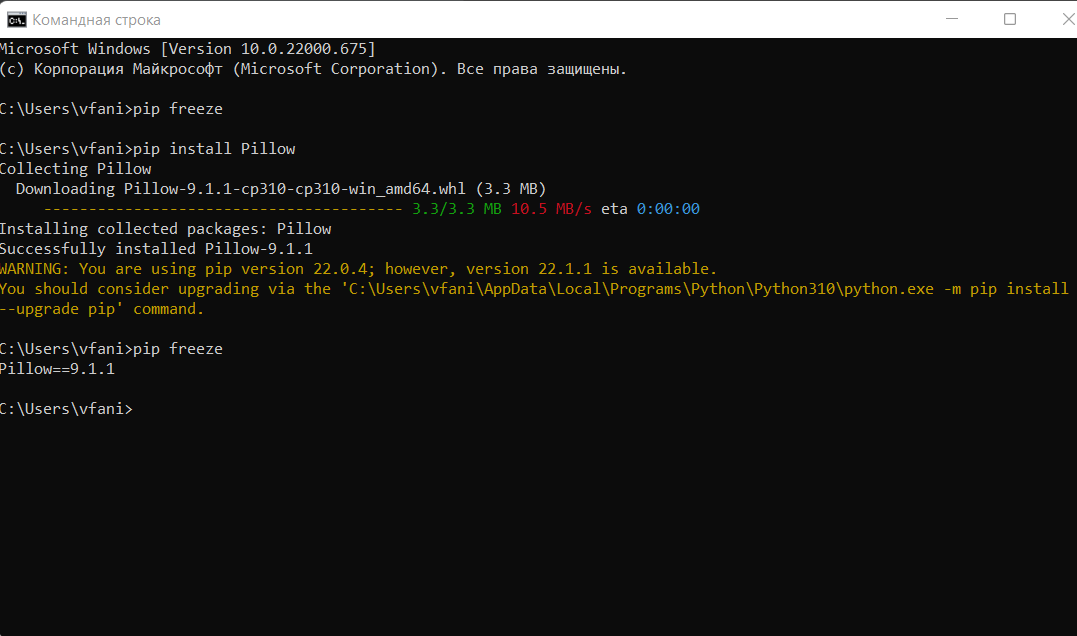 Командная строка
Microsoft Windows [Version 10.0.22000.675]
(c) Корпорация Майкрософт (Microsoft Corporation). Все права защищены.
C:\Users\vfani>pip freeze
C:\Users\vfani>pip install Pillow
Collecting Pillow
Downloading Pillow-9.1.1-cp310-cp310-win_amd64.whl (3.3 MB)
---------------------------------------- 3.3/3.3 MB 10.5 MB/s eta 0:00:00
Installing collected packages: Pillow
Successfully installed Pillow-9.1.1
WARNING: You are using pip version 22.0.4; however, version 22.1.1 is available.
You should consider upgrading via the 'C:\Users\vfani\AppData\Local\Programs\Python\Python310\python.exe -m pip install
--upgrade pip' command.
C:\Users\vfani>pip freeze
Pillow==9.1.1
C:\Users\vfani>